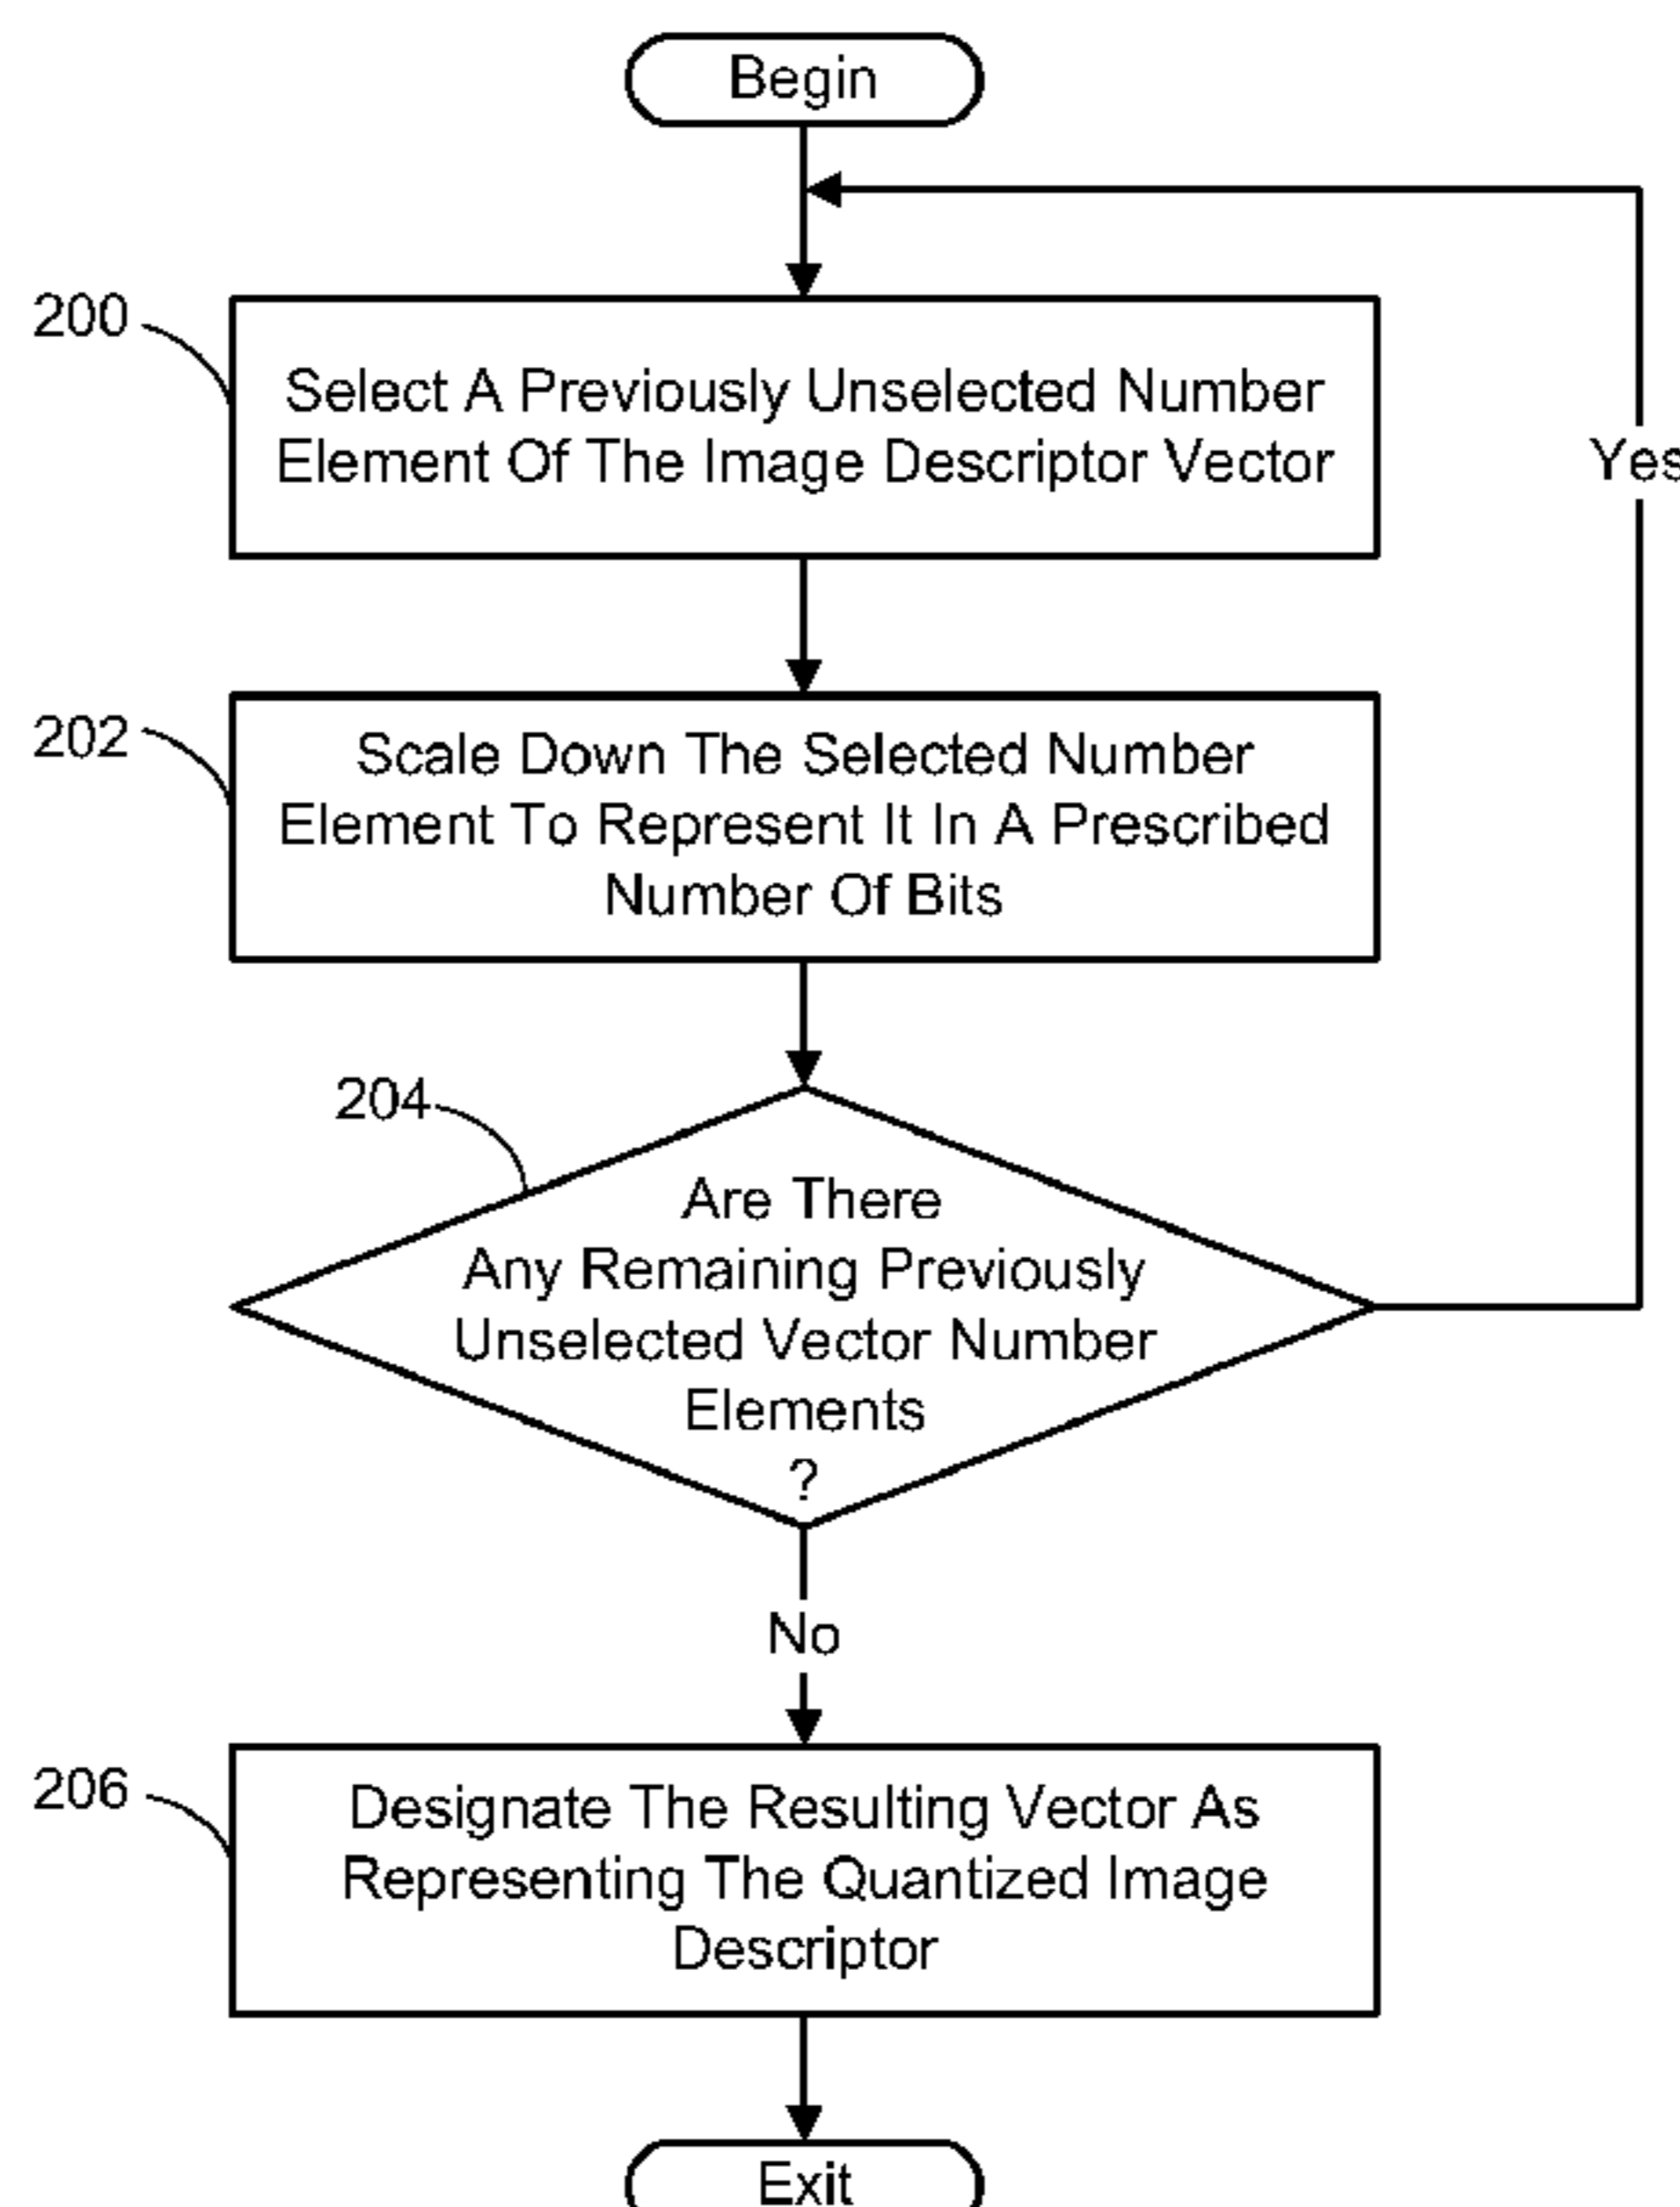 Begin
200
Select A Previously Unselected Number
Element Of The Image Descriptor Vector
Yes
202
Scale Down The Selected Number
Element To Represent It In A Prescribed
Number Of Bits
204
Are There
Any Remaining Previously
Unselected Vector Number
Elements
?
No
206
Designate The Resulting Vector As
Representing The Quantized Image
Descriptor
Exit